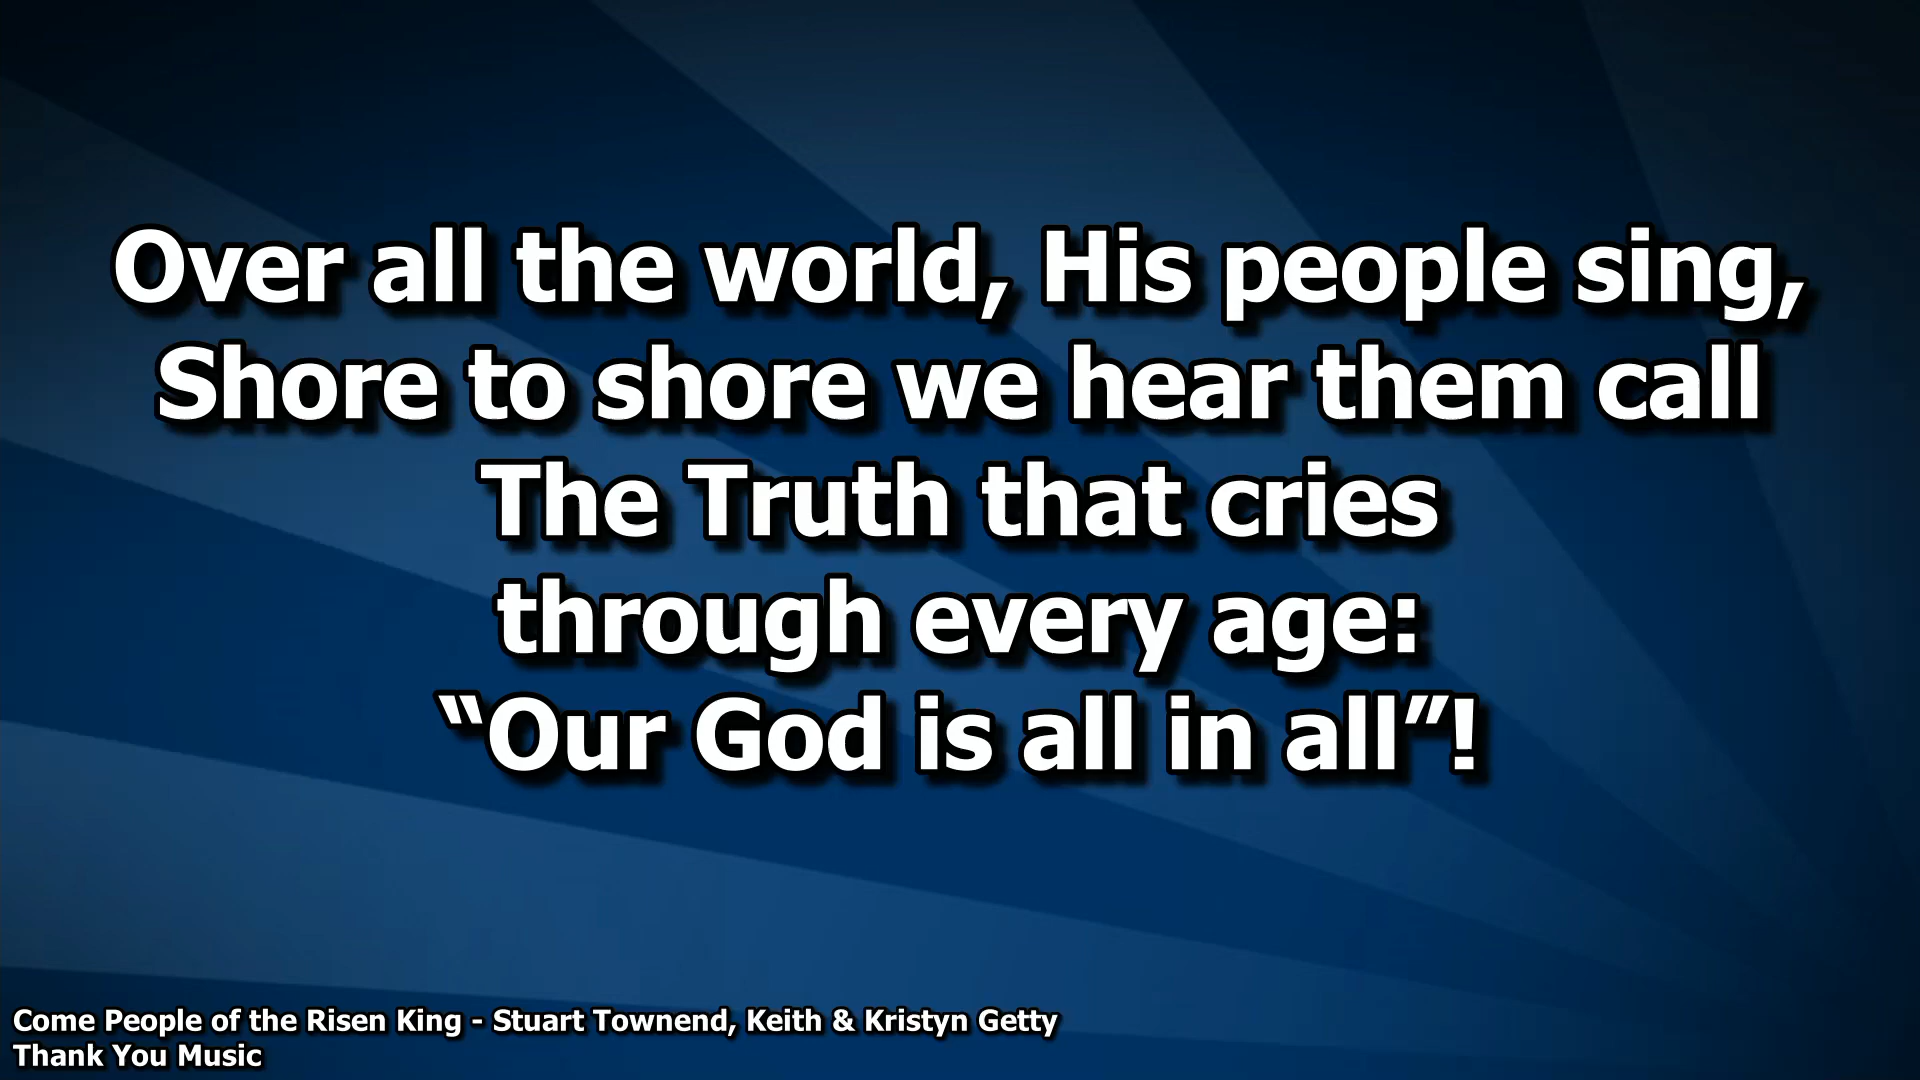 Over all the world, His people sing,
Shore to shore we hear them call
The Truth that cries
through every age:
“Our God is all in all”!
Come People of the Risen King - Stuart Townend, Keith & Kristyn Getty
Thank You Music